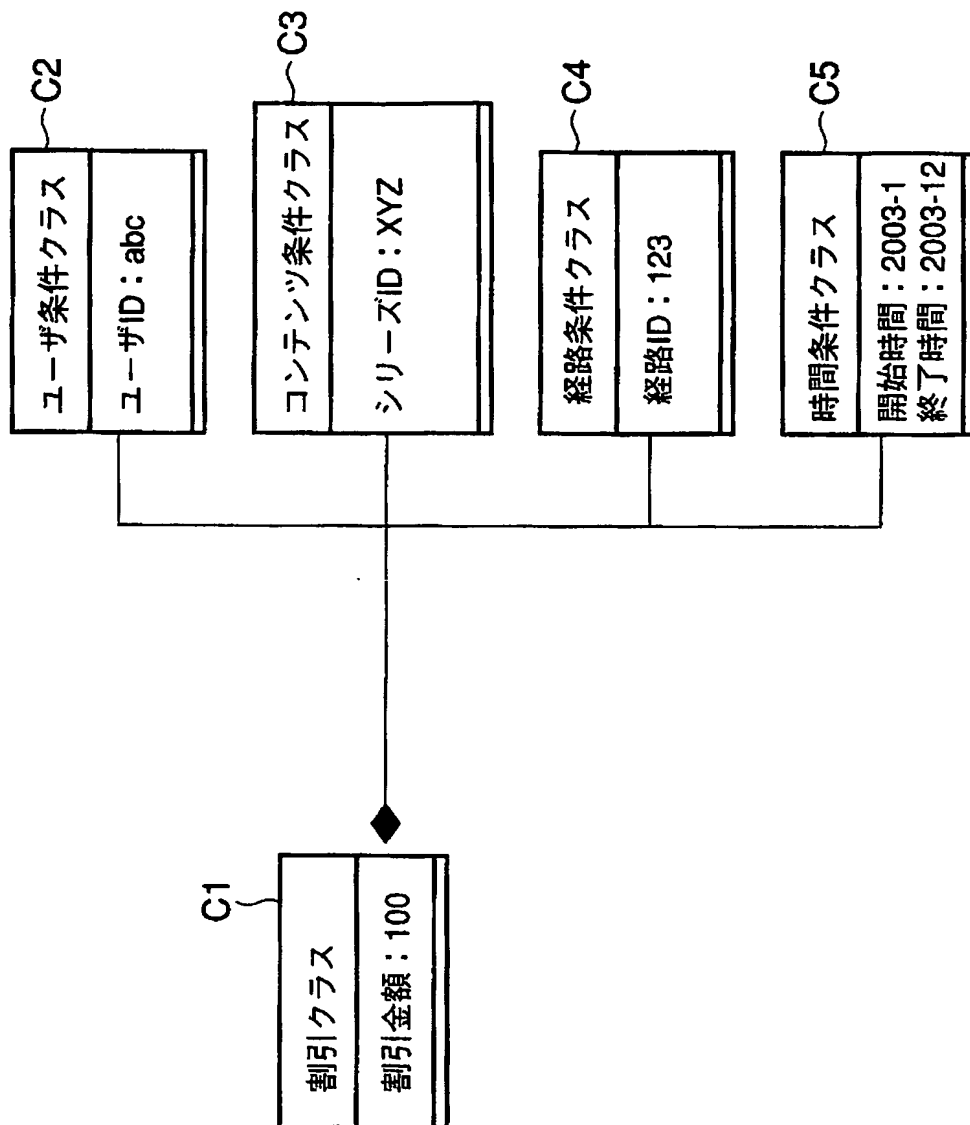 C1
割引クラス
割引金額：100
C2
ユーザ条件クラス
ユーザID：abc
C3
コンテンツ条件クラス
シリーズID：XYZ
C4
経路条件クラス
経路ID：123
C5
時間条件クラス
開始時間：2003-1
終了時間：2003-12